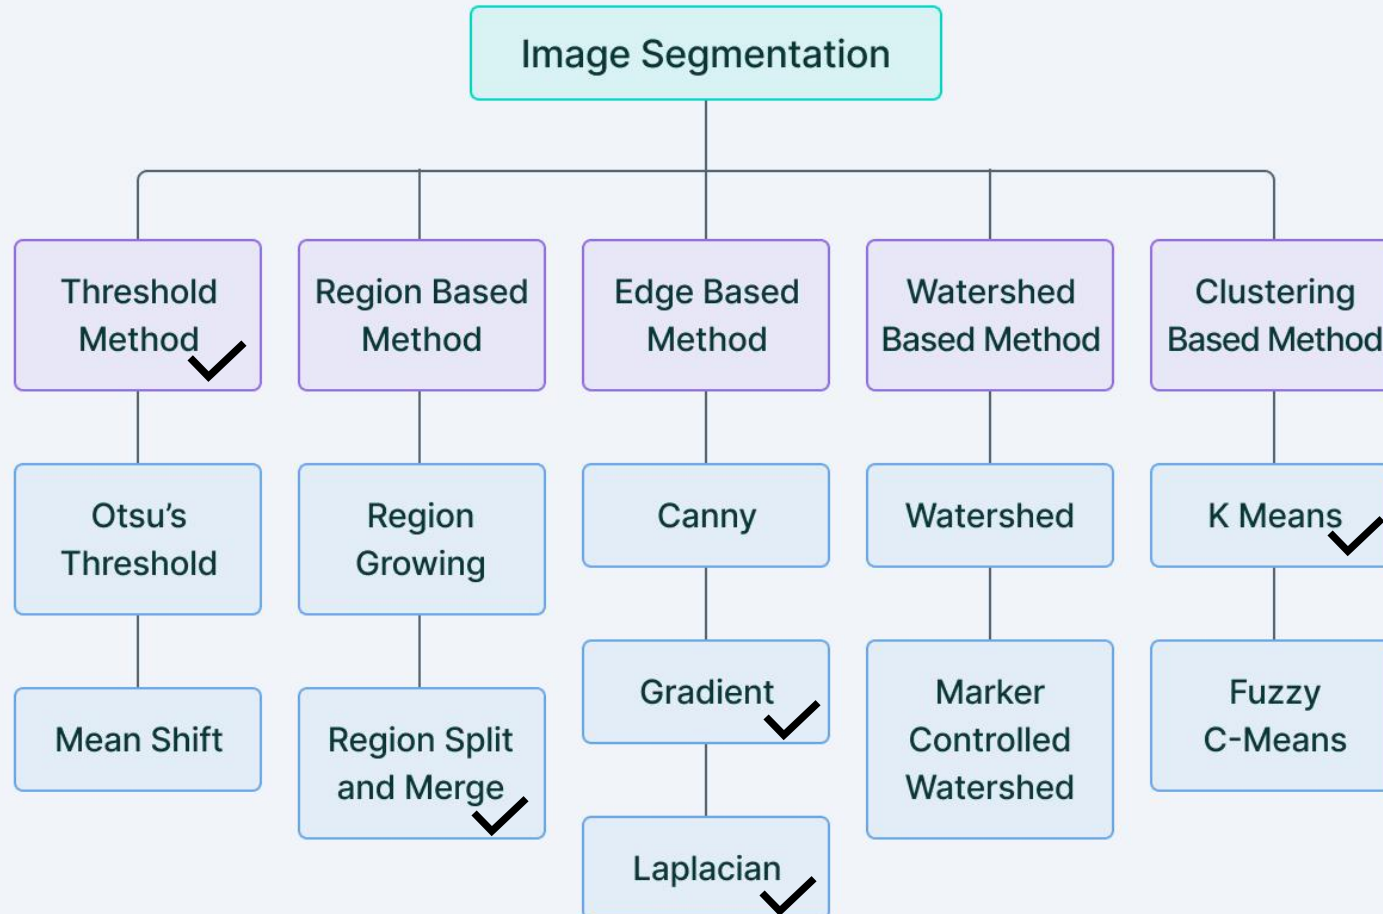 Image Segmentation
Threshold
Method
Region Based
Method
Edge Based
Method
Watershed
Based Method
Clustering
Based Method
Otsu’s
Threshold
Mean Shift
Region
Growing
Region Split
and Merge
Canny
Gradient
Laplacian
Watershed
Marker
Controlled
Watershed
K Means
Fuzzy
C-Means